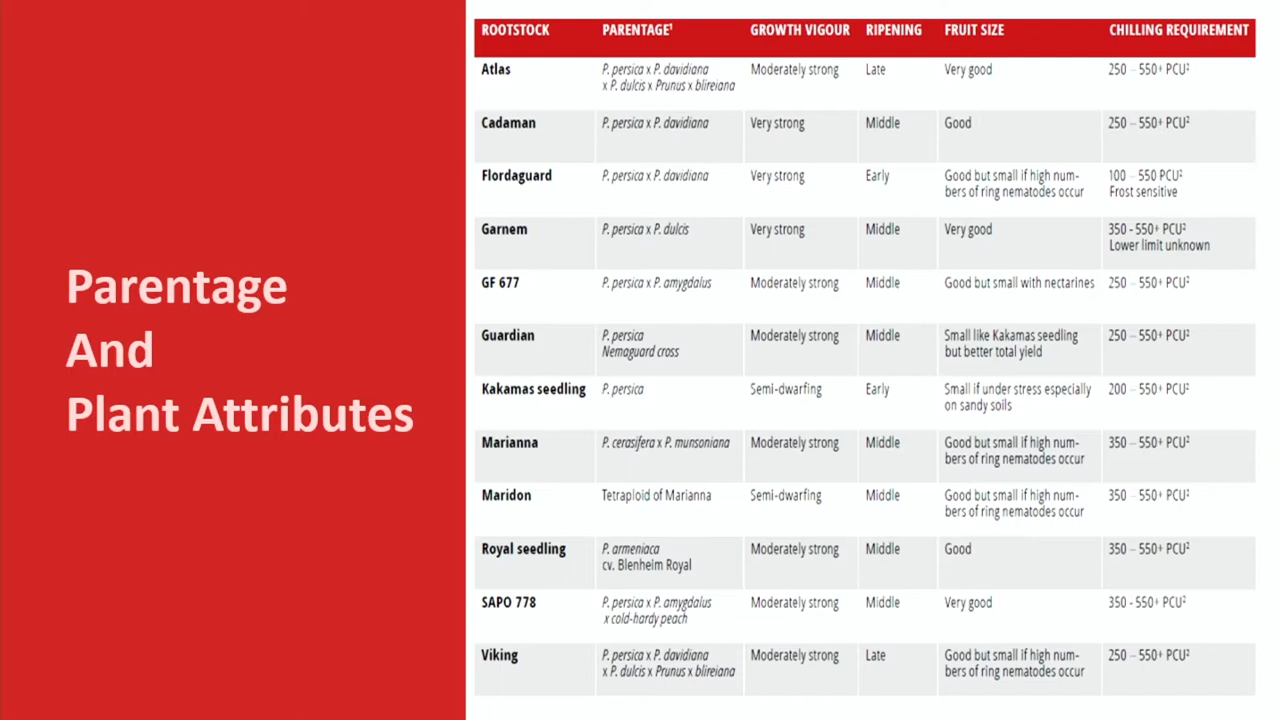 Parentage
And
Plant Attributes
ROOTSTOCK PARENTAGE¹ GROWTH VIGOUR RIPENING FRUIT SIZE CHILLING REQUIREMENT
Atlas P. persica x P. davidiana Moderately strong Late Very good 250 – 550+ PCU²
x P. dulcis x Prunus x blireiana
Cadaman P. persica x P. davidiana Very strong Middle Good 250 – 550+ PCU²
Flordaguard P. persica x P. davidiana Very strong Early Good but small if high num- 100 – 550 PCU²
bers of ring nematodes occur Frost sensitive
Garnem P. persica x P. dulcis Very strong Middle Very good 350 - 550+ PCU²
Lower limit unknown
GF 677 P. persica x P. amygdalus Moderately strong Middle Good but small with nectarines 250 – 550+ PCU²
Guardian P. persica Moderately strong Middle Small like Kakamas seedling 250 – 550+ PCU²
Nemaguard cross but better total yield
Kakamas seedling P. persica Semi-dwarfing Early Small if under stress especially 200 – 550+ PCU²
on sandy soils
Marianna P. cerasifera x P. munsoniana Moderately strong Middle Good but small if high num- 350 – 550+ PCU²
bers of ring nematodes occur
Maridon Tetraploid of Marianna Semi-dwarfing Middle Good but small if high num- 350 – 550+ PCU²
bers of ring nematodes occur
Royal seedling P. armeniaca Moderately strong Middle Good 350 – 550+ PCU²
cv. Blenheim Royal
SAPO 778 P. persica x P. amygdalus Moderately strong Middle Very good 350 - 550+ PCU²
x cold-hardy peach
Viking P. persica x P. davidiana Moderately strong Late Good but small if high num- 250 – 550+ PCU²
x P. dulcis x Prunus x blireiana bers of ring nematodes occur